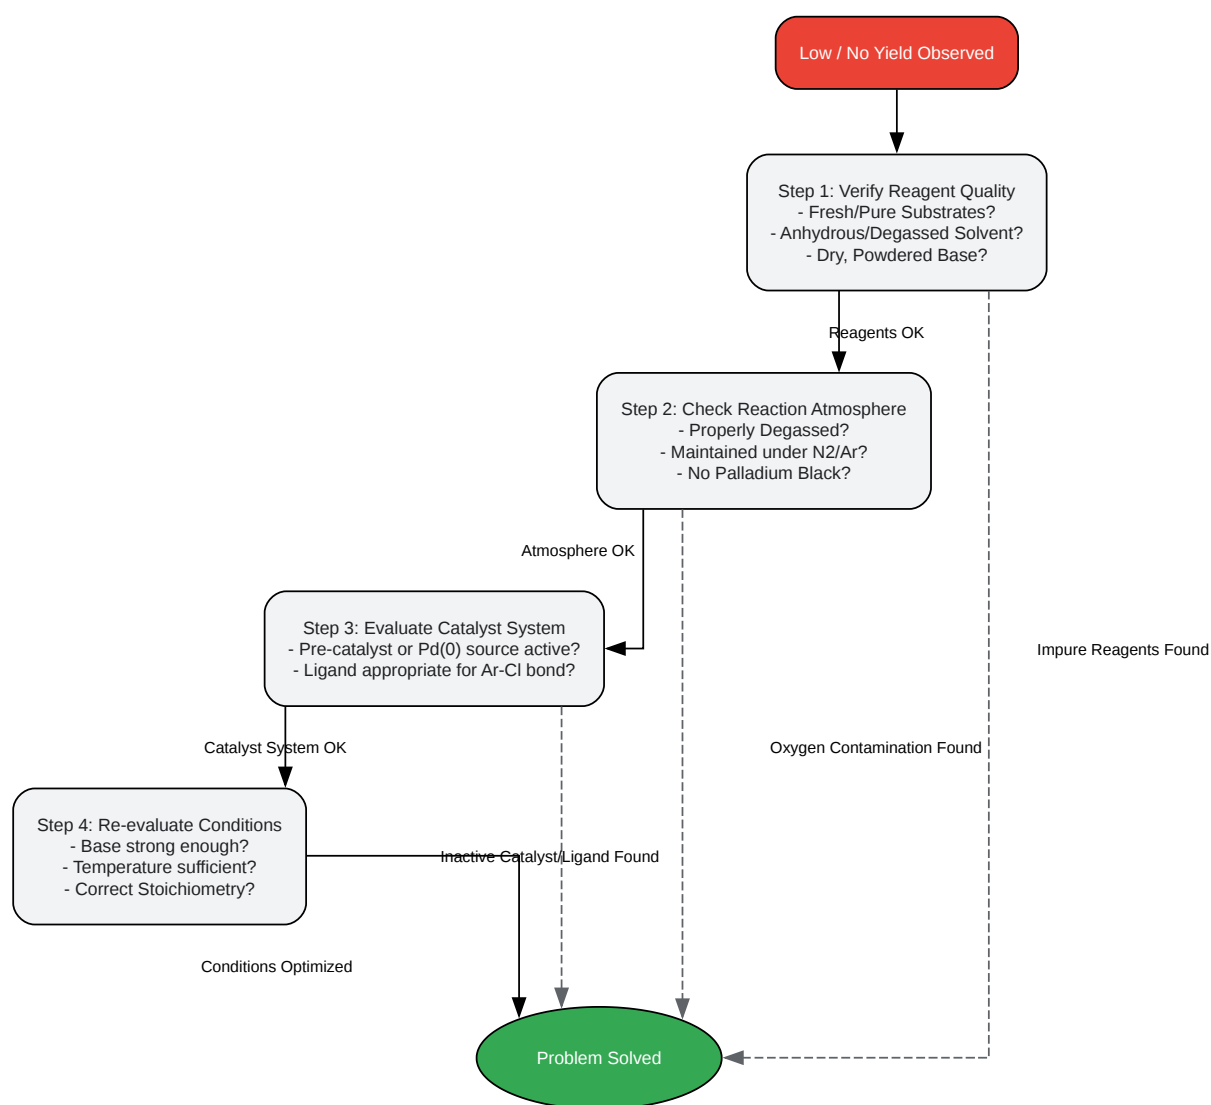 Low / No Yield Observed
Step 1: Verify Reagent Quality
- Fresh/Pure Substrates?
- Anhydrous/Degassed Solvent?
- Dry, Powdered Base?
Reagents OK
Step 2: Check Reaction Atmosphere
- Properly Degassed?
- Maintained under N2/Ar?
- No Palladium Black?
Atmosphere OK
Step 3: Evaluate Catalyst System
- Pre-catalyst or Pd(0) source active?
- Ligand appropriate for Ar-Cl bond?
Impure Reagents Found
Catalyst System OK
Oxygen Contamination Found
Step 4: Re-evaluate Conditions
- Base strong enough?
- Temperature sufficient?
- Correct Stoichiometry?
Inactive Catalyst/Ligand Found
Conditions Optimized
Problem Solved